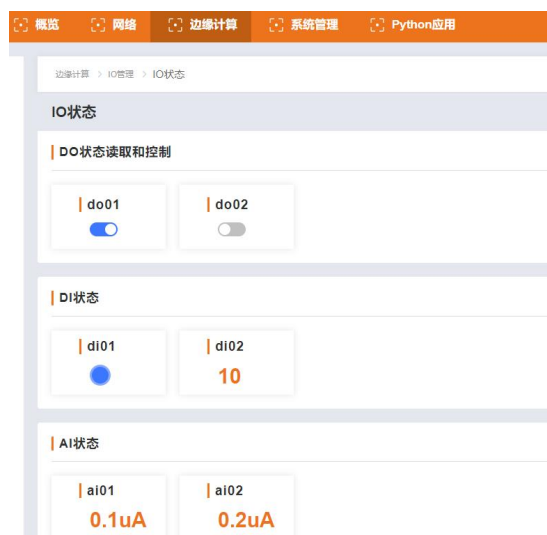 概览 网络 边缘计算 系统管理 Python应用
边缘计算 > IO管理 > IO状态
IO状态
DO状态读取和控制
do01 do02
DI状态
di01 di02
10
AI状态
ai01 ai02
0.1uA 0.2uA